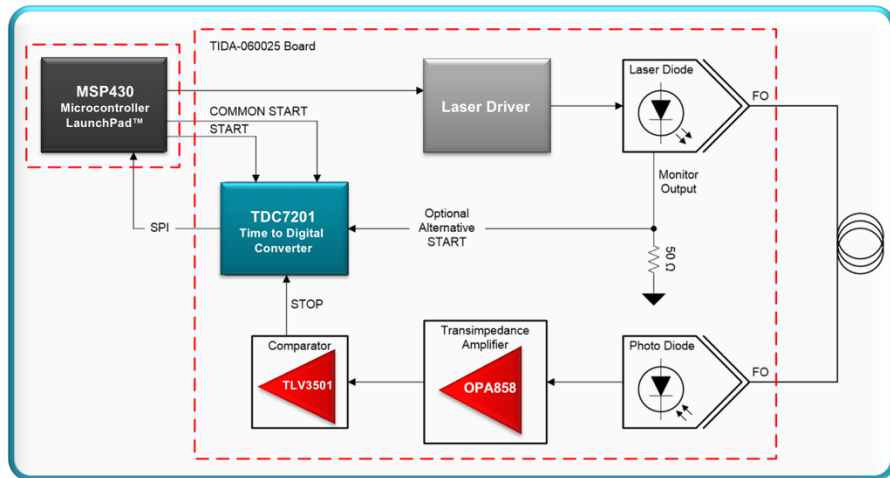 TIDA-060025 Board
MSP430
Microcontroller
LaunchPad™
COMMON START
START
Laser Driver
Laser Diode
FO
Monitor
Output
SPI
TDC7201
Time to Digital
Converter
Optional
Alternative
START
50 Ω
STOP
Comparator
TLV3501
Transimpedance
Amplifier
OPA858
Photo Diode
FO